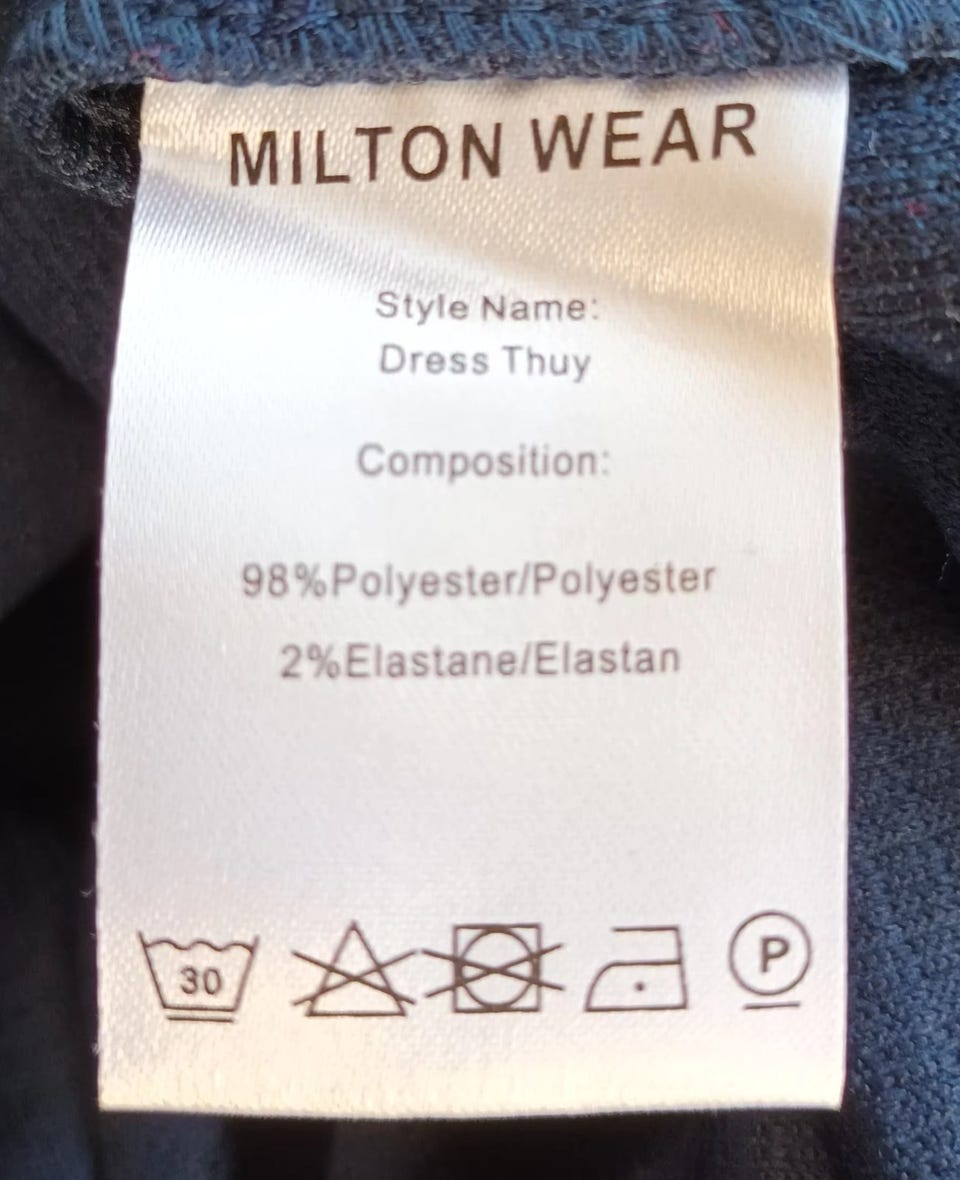 MILTON WEAR
Style Name:
Dress Thuy
Composition:
98%Polyester/Polyester
2%Elastane/Elastan
30
P